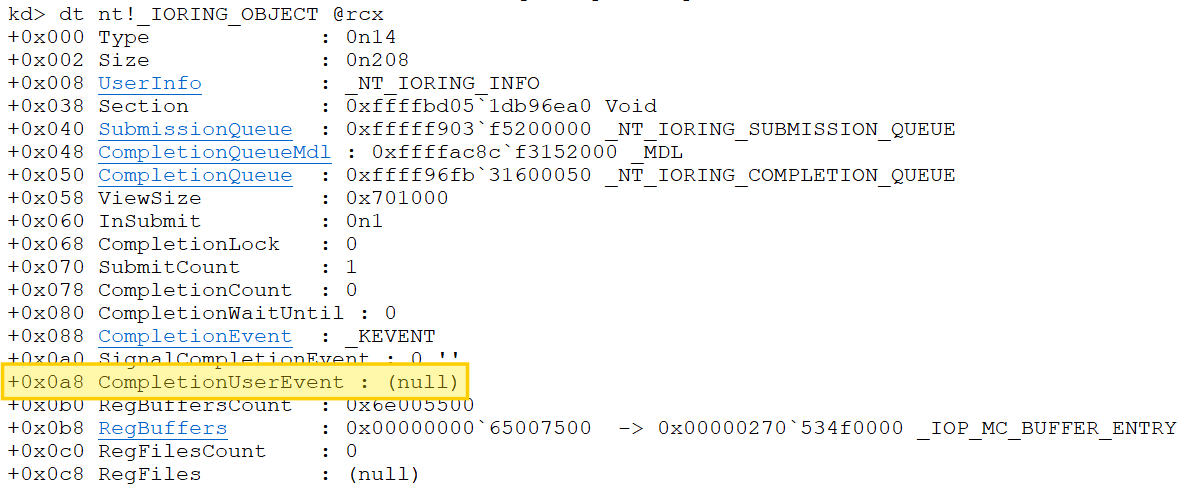 kd> dt nt!_IORING_OBJECT @rcx
+0x000 Type : 0n14
+0x002 Size : 0n208
+0x008 UserInfo : _NT_IORING_INFO
+0x038 Section : 0xffffbd05`1db96ea0 Void
+0x040 SubmissionQueue : 0xfffff903`f5200000 _NT_IORING_SUBMISSION_QUEUE
+0x048 CompletionQueueMdl : 0xffffac8c`f3152000 _MDL
+0x050 CompletionQueue : 0xffff96fb`31600050 _NT_IORING_COMPLETION_QUEUE
+0x058 ViewSize : 0x701000
+0x060 InSubmit : 0n1
+0x068 CompletionLock : 0
+0x070 SubmitCount : 1
+0x078 CompletionCount : 0
+0x080 CompletionWaitUntil : 0
+0x088 CompletionEvent : _KEVENT
+0x0a0 SignalCompletionEvent : 0 ''
+0x0a8 CompletionUserEvent : (null)
+0x0b0 RegBuffersCount : 0x6e005500
+0x0b8 RegBuffers : 0x00000000`65007500 -> 0x00000270`534f0000 _IOP_MC_BUFFER_ENTRY
+0x0c0 RegFilesCount : 0
+0x0c8 RegFiles : (null)